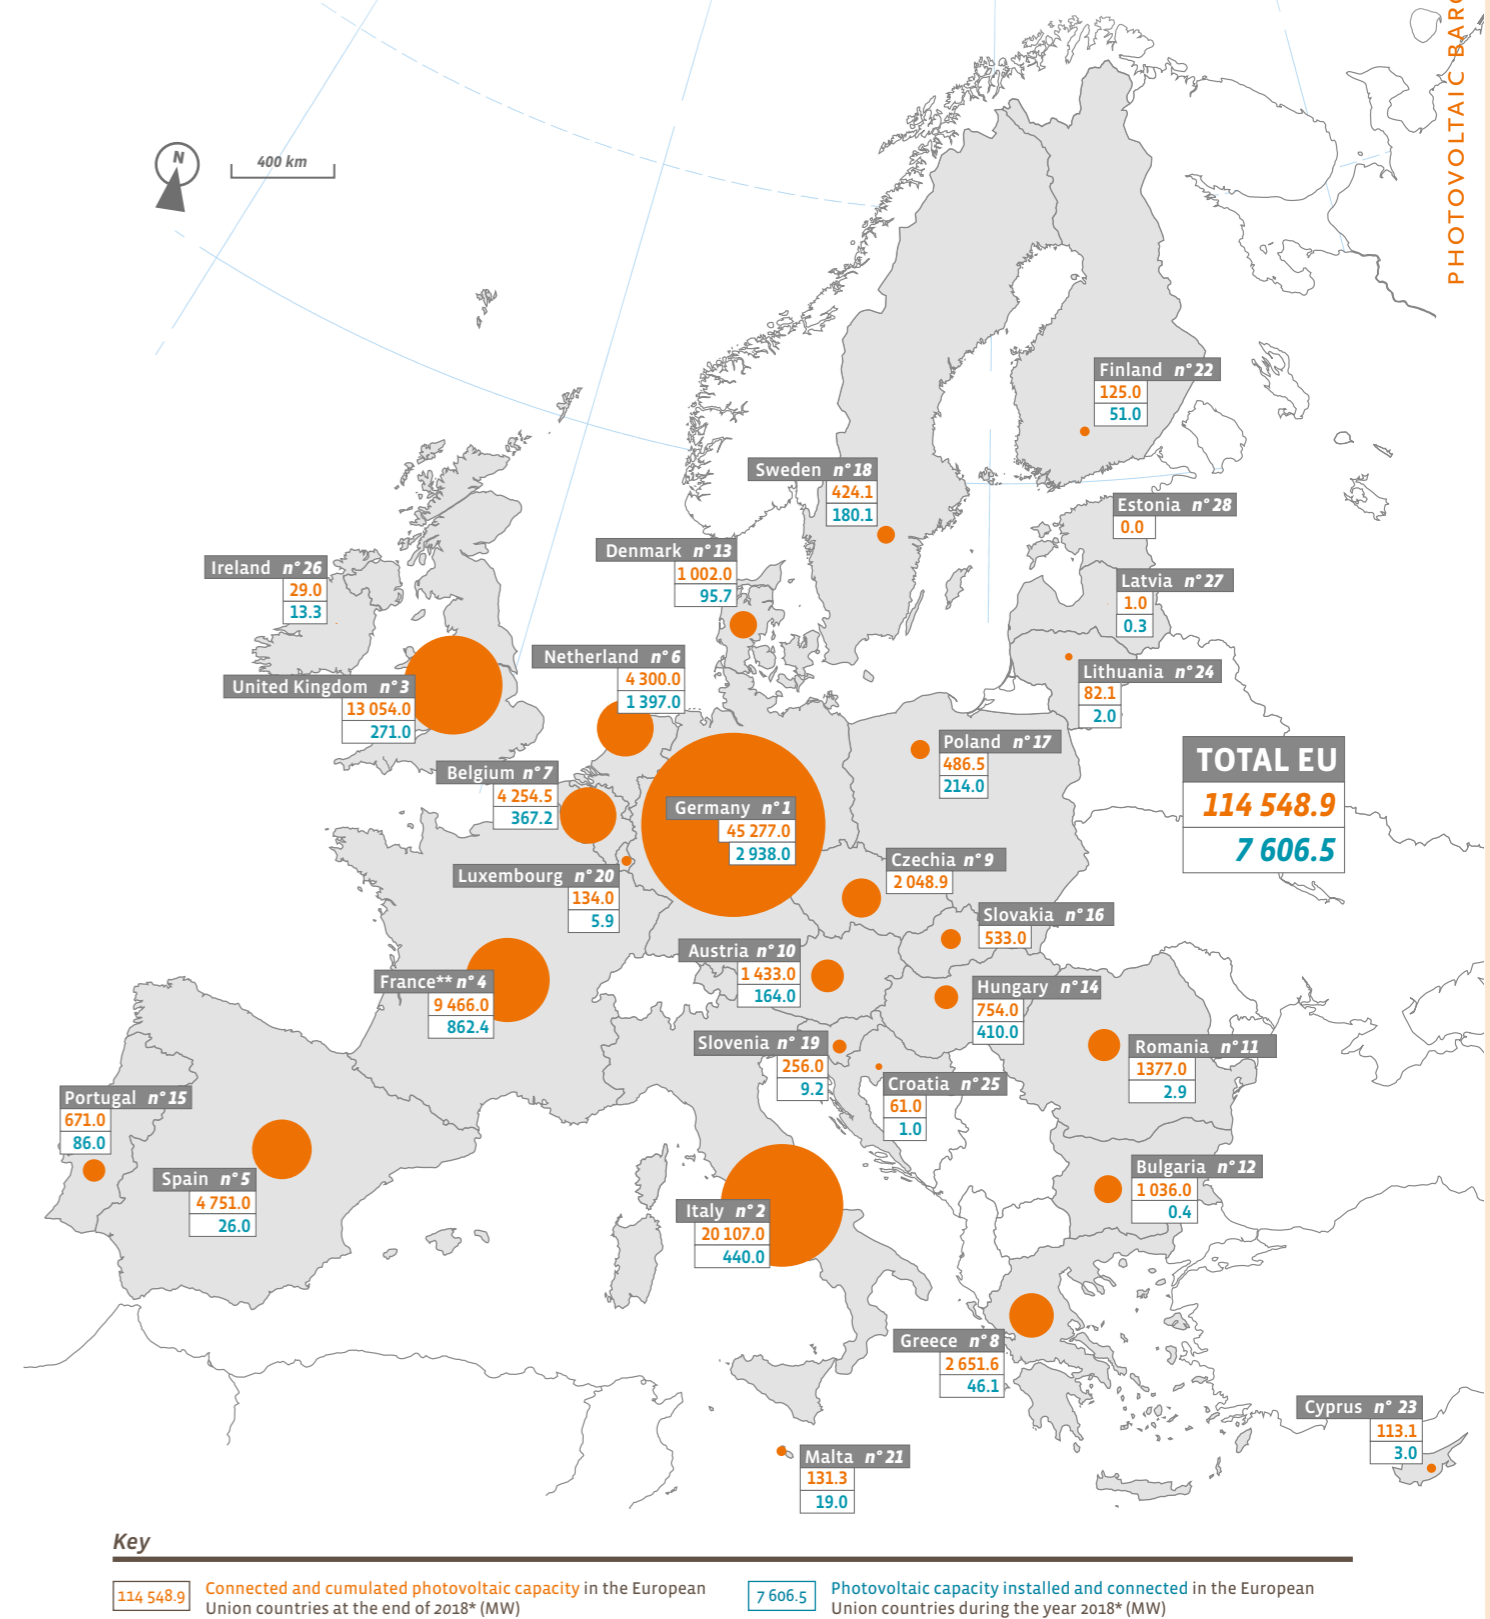 PHOTOVOLTAIC
N
400 km
Finland n° 22
125.0
51.0
Sweden n° 18
424.1
180.1
Estonia n° 28
0.0
Denmark n° 13
1 002.0
95.7
Ireland n° 26
29.0
13.3
Latvia n° 27
1.0
0.3
Netherland n° 6
4 300.0
1 397.0
Lithuania n° 24
82.1
2.0
United Kingdom n° 3
13 054.0
271.0
Poland n° 17
486.5
214.0
TOTAL EU
114 548.9
7 606.5
Belgium n° 7
4 254.5
367.2
Germany n° 1
45 277.0
2 938.0
Czechia n° 9
2 048.9
Luxembourg n° 20
134.0
5.9
Slovakia n° 16
533.0
Austria n° 10
1 433.0
164.0
France** n° 4
9 466.0
862.4
Hungary n° 14
754.0
410.0
Slovenia n° 19
256.0
9.2
Romania n° 11
1377.0
2.9
Croatia n° 25
61.0
1.0
Portugal n° 15
671.0
86.0
Spain n° 5
4 751.0
26.0
Bulgaria n° 12
1 036.0
0.4
Italy n° 2
20 107.0
440.0
Greece n° 8
2 651.6
46.1
Cyprus n° 23
113.1
3.0
Malta n° 21
131.3
19.0
Key
114 548.9
Connected and cumulated photovoltaic capacity in the European
Union countries at the end of 2018* (MW)
7 606.5
Photovoltaic capacity installed and connected in the European
Union countries during the year 2018* (MW)